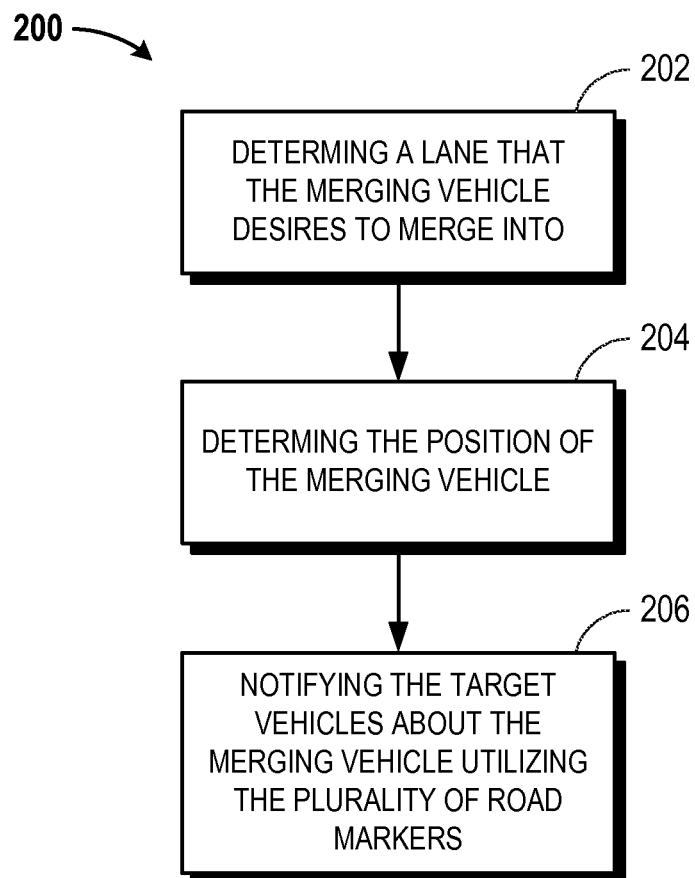 200
202
DETERMINING A LANE THAT
THE MERGING VEHICLE
DESIRES TO MERGE INTO
204
DETERMING THE POSITION OF
THE MERGING VEHICLE
206
NOTIFYING THE TARGET
VEHICLES ABOUT THE
MERGING VEHICLE UTILIZING
THE PLURALITY OF ROAD
MARKERS